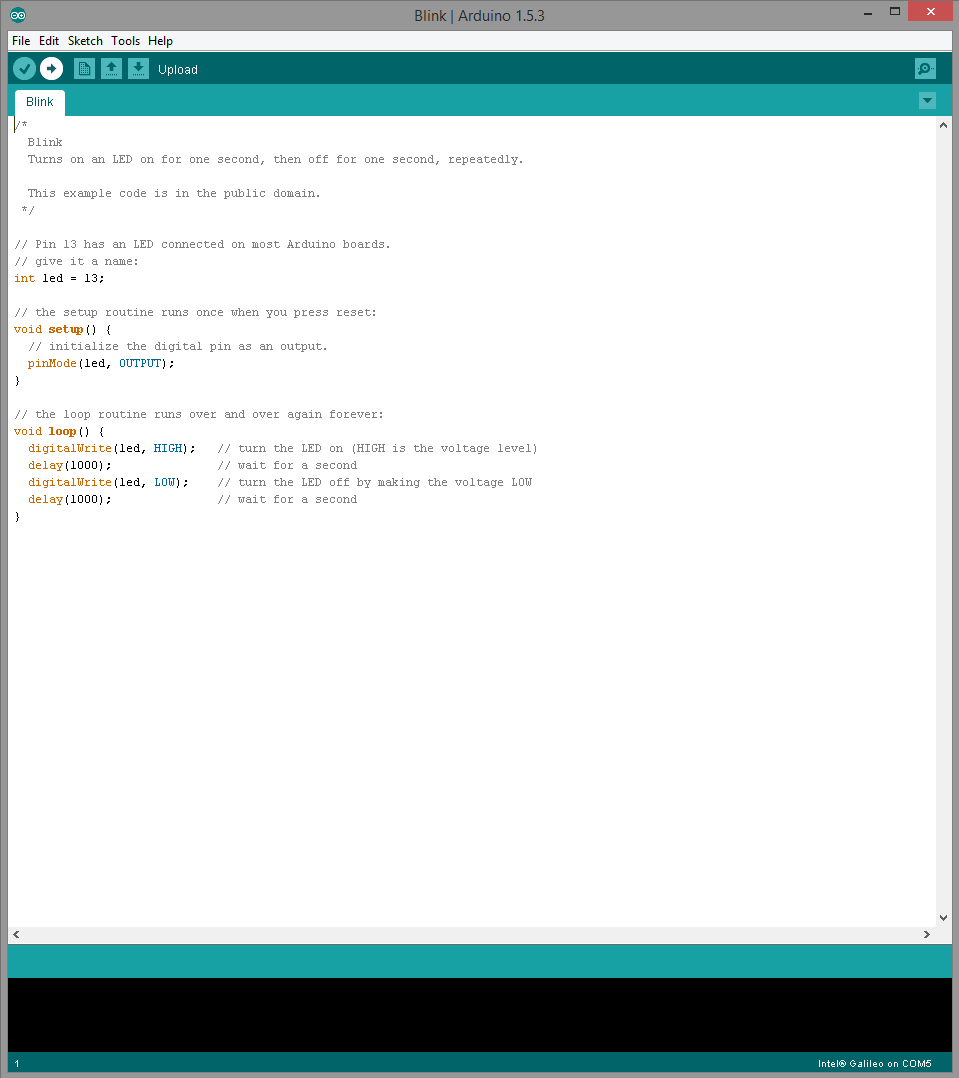 Blink | Arduino 1.5.3
File Edit Sketch Tools Help
Upload
Blink
/*
  Blink
  Turns on an LED on for one second, then off for one second, repeatedly.

  This example code is in the public domain.
 */

// Pin 13 has an LED connected on most Arduino boards.
// give it a name:
int led = 13;

// the setup routine runs once when you press reset:
void setup() {
  // initialize the digital pin as an output.
  pinMode(led, OUTPUT);
}

// the loop routine runs over and over again forever:
void loop() {
  digitalWrite(led, HIGH);   // turn the LED on (HIGH is the voltage level)
  delay(1000);               // wait for a second
  digitalWrite(led, LOW);    // turn the LED off by making the voltage LOW
  delay(1000);               // wait for a second
}
1 Intel® Galileo on COM5